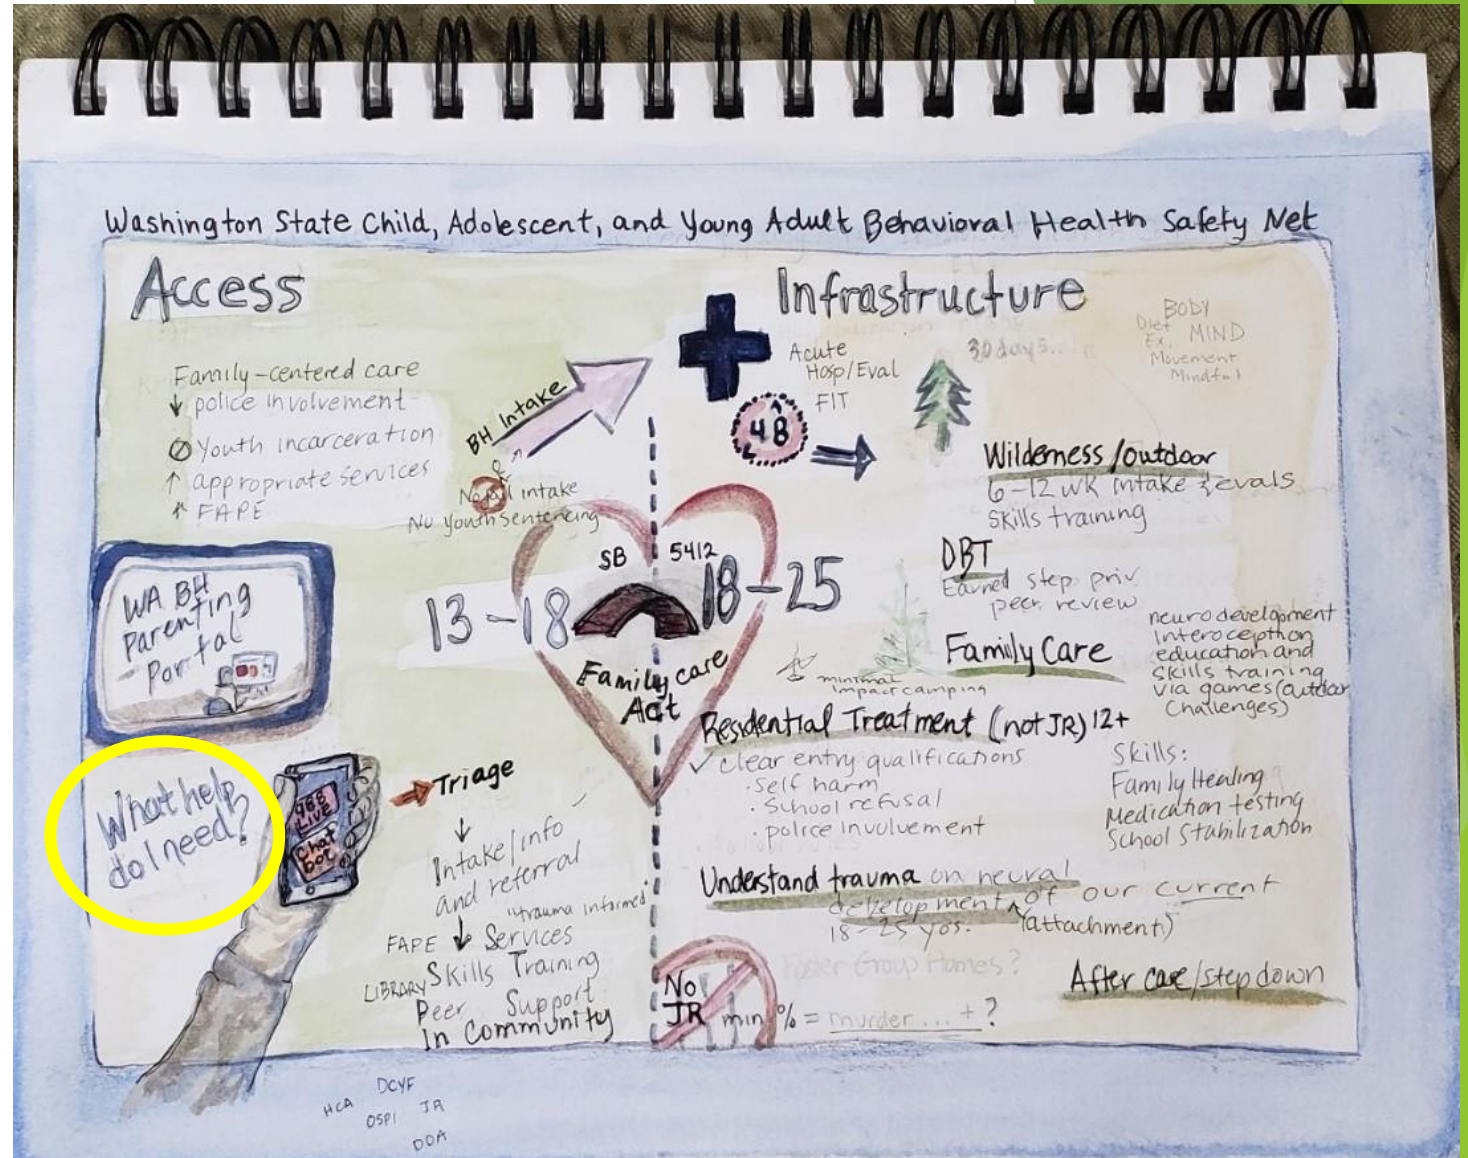 Washington State Child, Adolescent, and Young Adult Behavioral Health Safety Net
Access
Family-centered care
↓ police involvement
Ø Youth incarceration
↑ appropriate services
↑ FAPE
BH Intake
No intake
No Youth Sentencing
WA BH
Parenting
Portal
What help
do I need?
988
Live
Chat
bot
→ Triage
↓
Intake/info
and referral
"trauma informed"
FAPE ↓ Services
LIBRARY Skills Training
Peer Support
In Community
13-18
SB 5412
18-25
Family care
Act
Infrastructure
Acute
Hosp/Eval
FIT
48
30 days
BODY
Diet MIND
Ex.
Movement
Mindful
Wilderness/outdoor
6-12 wk intake & evals
Skills training
DBT
Earned step priv.
peer review
Family Care
neurodevelopment
interoception
education and
skills training
via games (outdoor
challenges)
minimal
impact camping
Residential Treatment (not JR) 12+
✓ clear entry qualifications
· Self harm
· School refusal
· police involvement
Skills:
Family Healing
Medication testing
School Stabilization
Understand trauma on neural
development of our current
18-25 yos. (attachment)
Foster Group Homes?
After care/step down
No
JR
min % = murder... + ?
HCA
DCYF
OSPI
JR
DDA